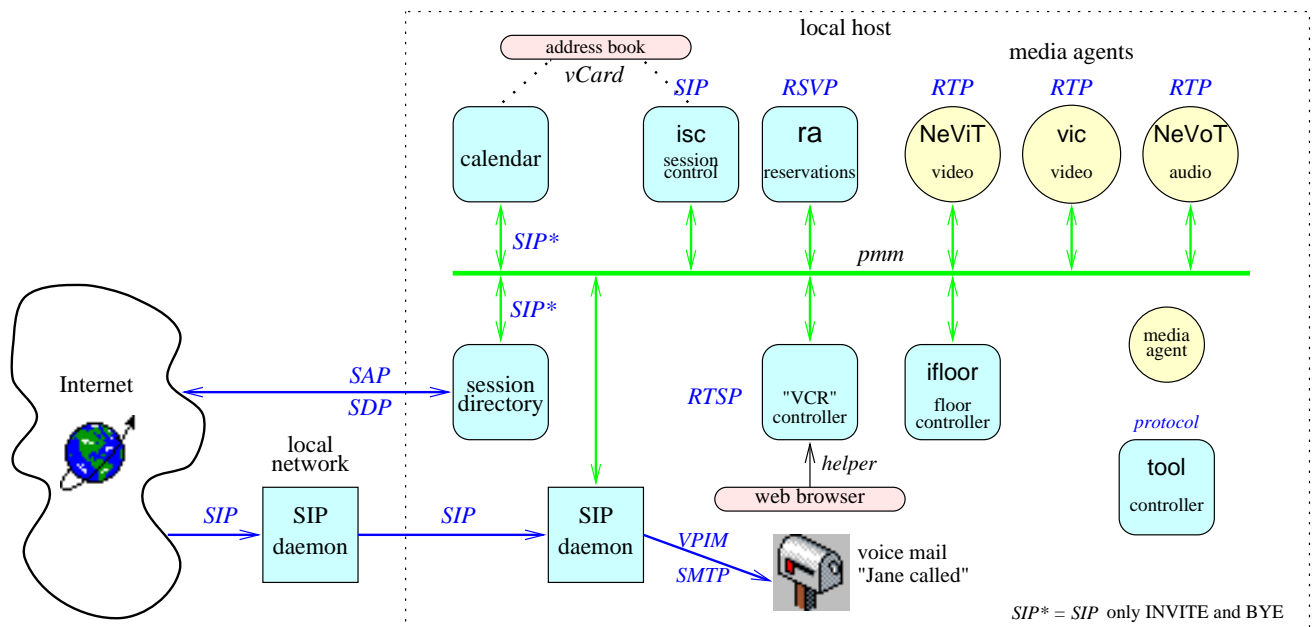 local host
address book
media agents
vCard
SIP
RSVP
RTP
RTP
RTP
calendar
isc
session
control
ra
reservations
NeViT
video
vic
video
NeVoT
audio
SIP*
pmm
SIP*
Internet
SAP
SDP
session
directory
RTSP
"VCR"
controller
ifloor
floor
controller
media
agent
protocol
tool
controller
local
network
helper
web browser
SIP
SIP
daemon
SIP
SIP
daemon
VPIM
SMTP
voice mail
"Jane called"
SIP* = SIP only INVITE and BYE